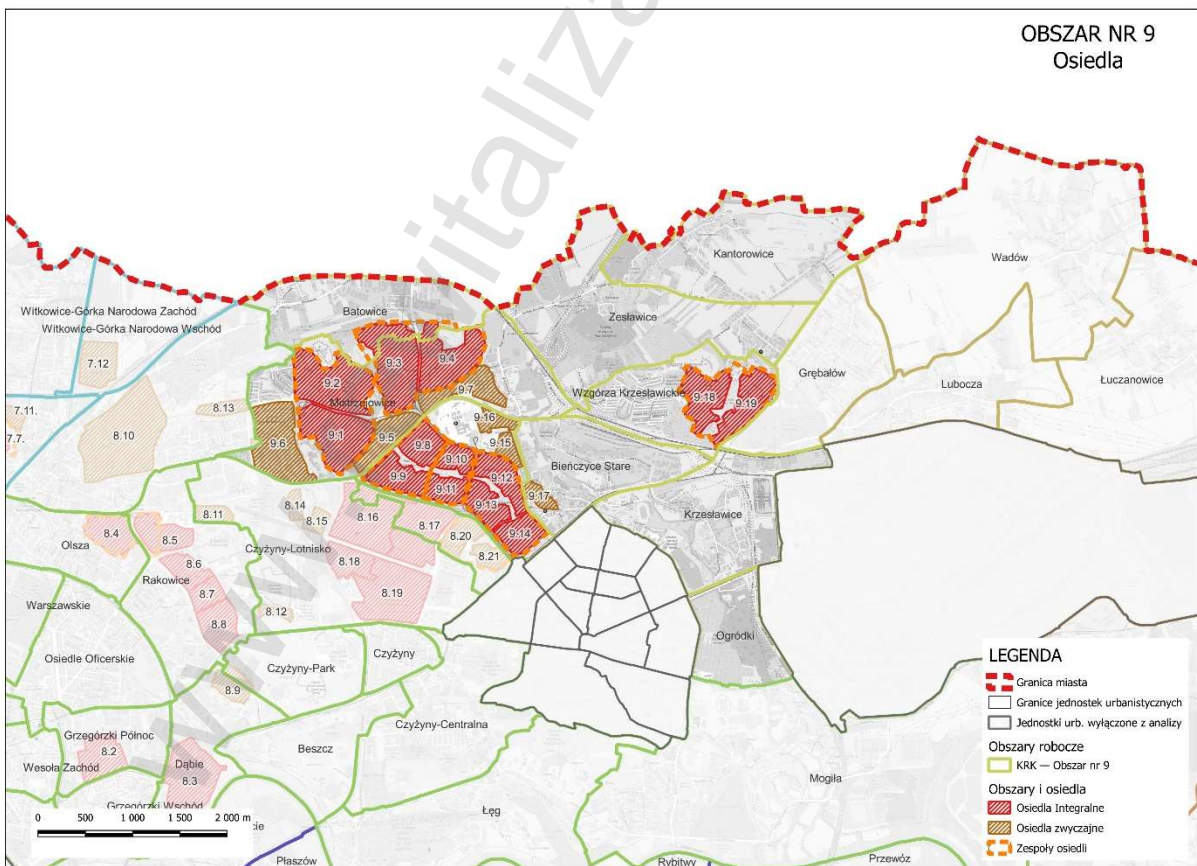 OBSZAR NR 9
Osiedla
Wadów
Kantorowice
Witkowice-Górka Narodowa Zachód
Batowice
Zesławice
Witkowice-Górka Narodowa Wschód
7.12
9.3
9.4
Grębałów
Łuczanowice
9.2
9.7
Wzgórza Krzesławickie
9.18
9.19
Lubocza
Mistrzejowice
8.13
7.11.
9.16
7.7.
8.10
9.6
9.1
9.5
9.8
9.15
9.10
Bieńczyce Stare
9.9
9.12
9.11
9.17
8.14
9.13
8.11
8.15
8.16
Krzesławice
8.4
8.17
Olsza
8.5
8.20
9.14
Czyżyny-Lotnisko
8.21
8.6
8.18
Rakowice
8.7
8.19
Warszawskie
8.12
8.8
Ogródki
Osiedle Oficerskie
Czyżyny
Czyżyny-Park
8.9
Czyżyny-Centralna
Grzegórzki Północ
8.2
Dąbie
Beszcz
Wesoła Zachód
8.3
Mogiła
Grzegórzki Wschód
Łęg
Płaszów
Rybitwy
Przewóz
0 500 1 000 1 500 2 000 m
LEGENDA
Granica miasta
Granice jednostek urbanistycznych
Jednostki urb. wyłączone z analizy
Obszary robocze
KRK — Obszar nr 9
Obszary i osiedla
Osiedla Integralne
Osiedla zwyczajne
Zespoły osiedli